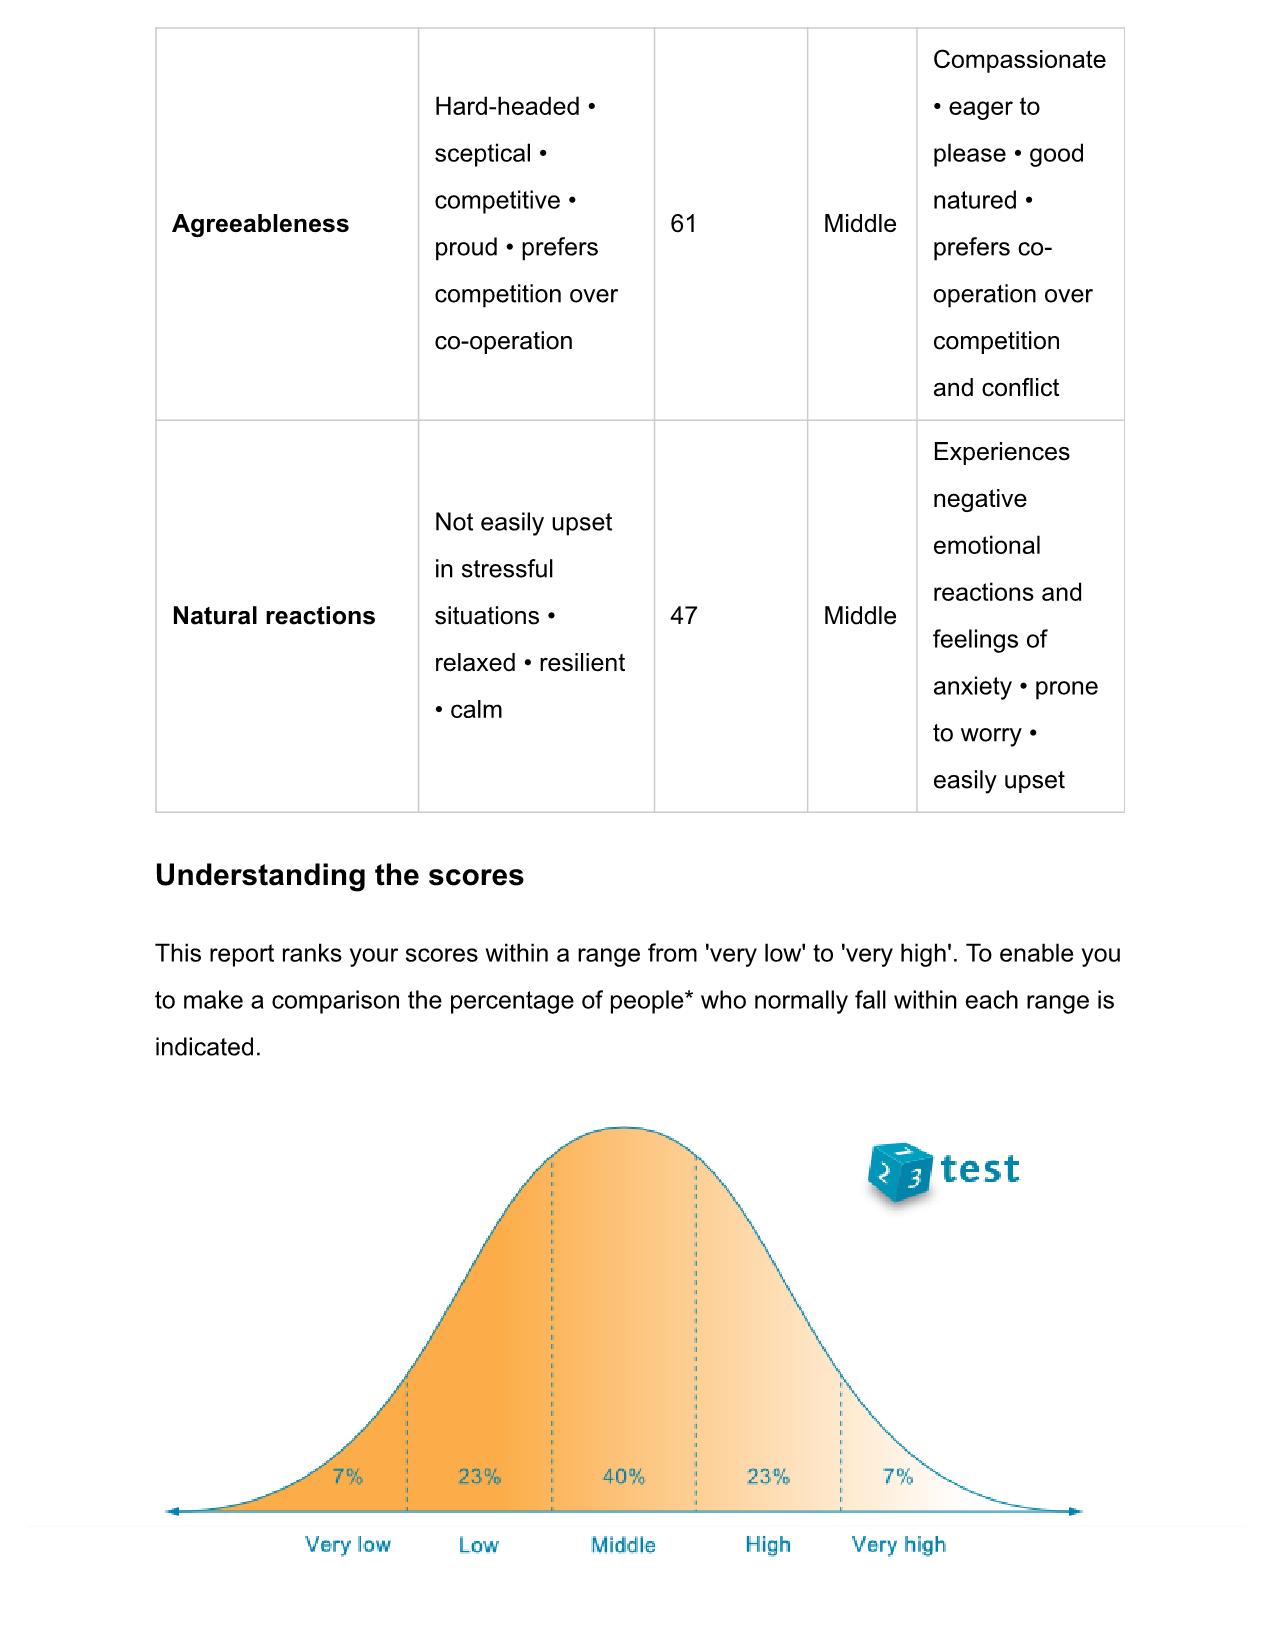 Agreeableness
Hard-headed •
sceptical •
competitive •
proud • prefers
competition over
co-operation
61
Middle
Compassionate
• eager to
please • good
natured •
prefers co-
operation over
competition
and conflict
Natural reactions
Not easily upset
in stressful
situations •
relaxed • resilient
• calm
47
Middle
Experiences
negative
emotional
reactions and
feelings of
anxiety • prone
to worry •
easily upset
Understanding the scores
This report ranks your scores within a range from 'very low' to 'very high'. To enable you
to make a comparison the percentage of people* who normally fall within each range is
indicated.
1 2 3 test
7% 23% 40% 23% 7%
Very low Low Middle High Very high